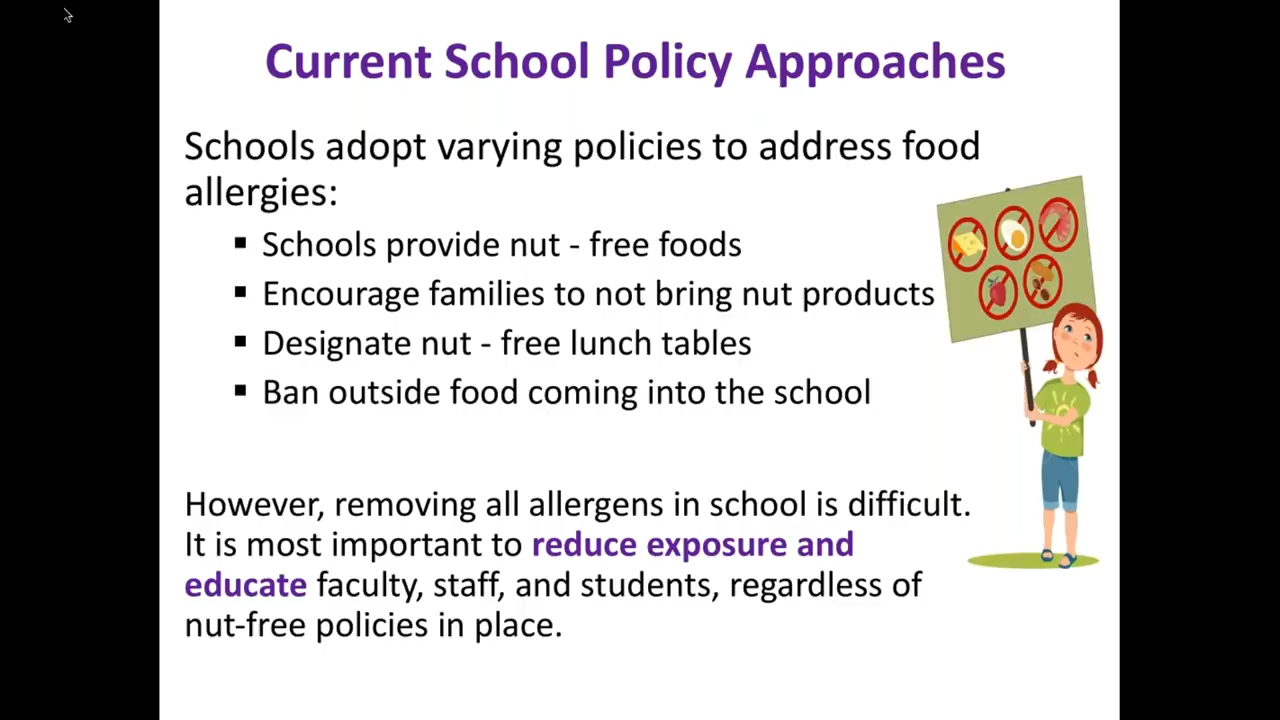 Current School Policy Approaches
Schools adopt varying policies to address food
allergies:
▪ Schools provide nut - free foods
▪ Encourage families to not bring nut products
▪ Designate nut - free lunch tables
▪ Ban outside food coming into the school
However, removing all allergens in school is difficult.
It is most important to reduce exposure and
educate faculty, staff, and students, regardless of
nut-free policies in place.